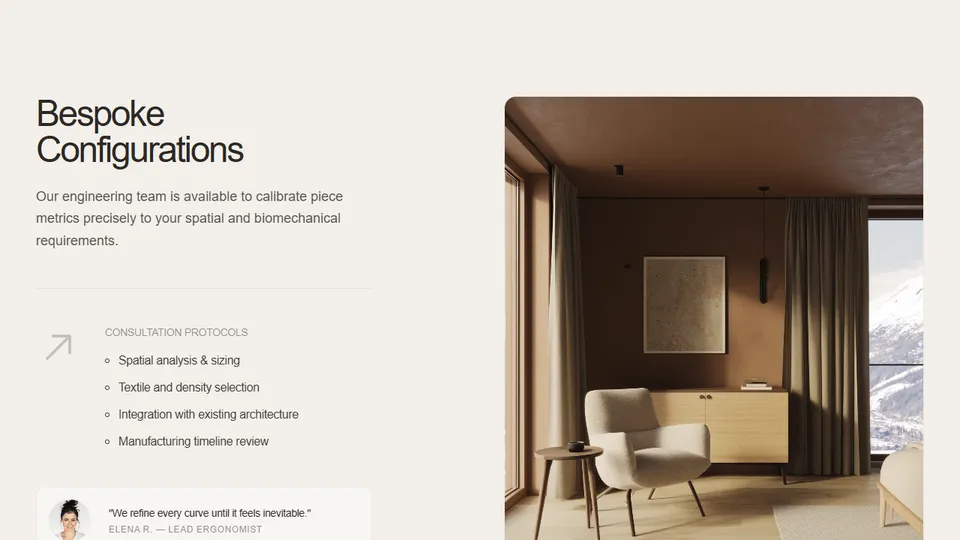 Bespoke
Configurations
Our engineering team is available to calibrate piece
metrics precisely to your spatial and biomechanical
requirements.
CONSULTATION PROTOCOLS
Spatial analysis & sizing
Textile and density selection
Integration with existing architecture
Manufacturing timeline review
"We refine every curve until it feels inevitable."
ELENA R. — LEAD ERGONOMIST